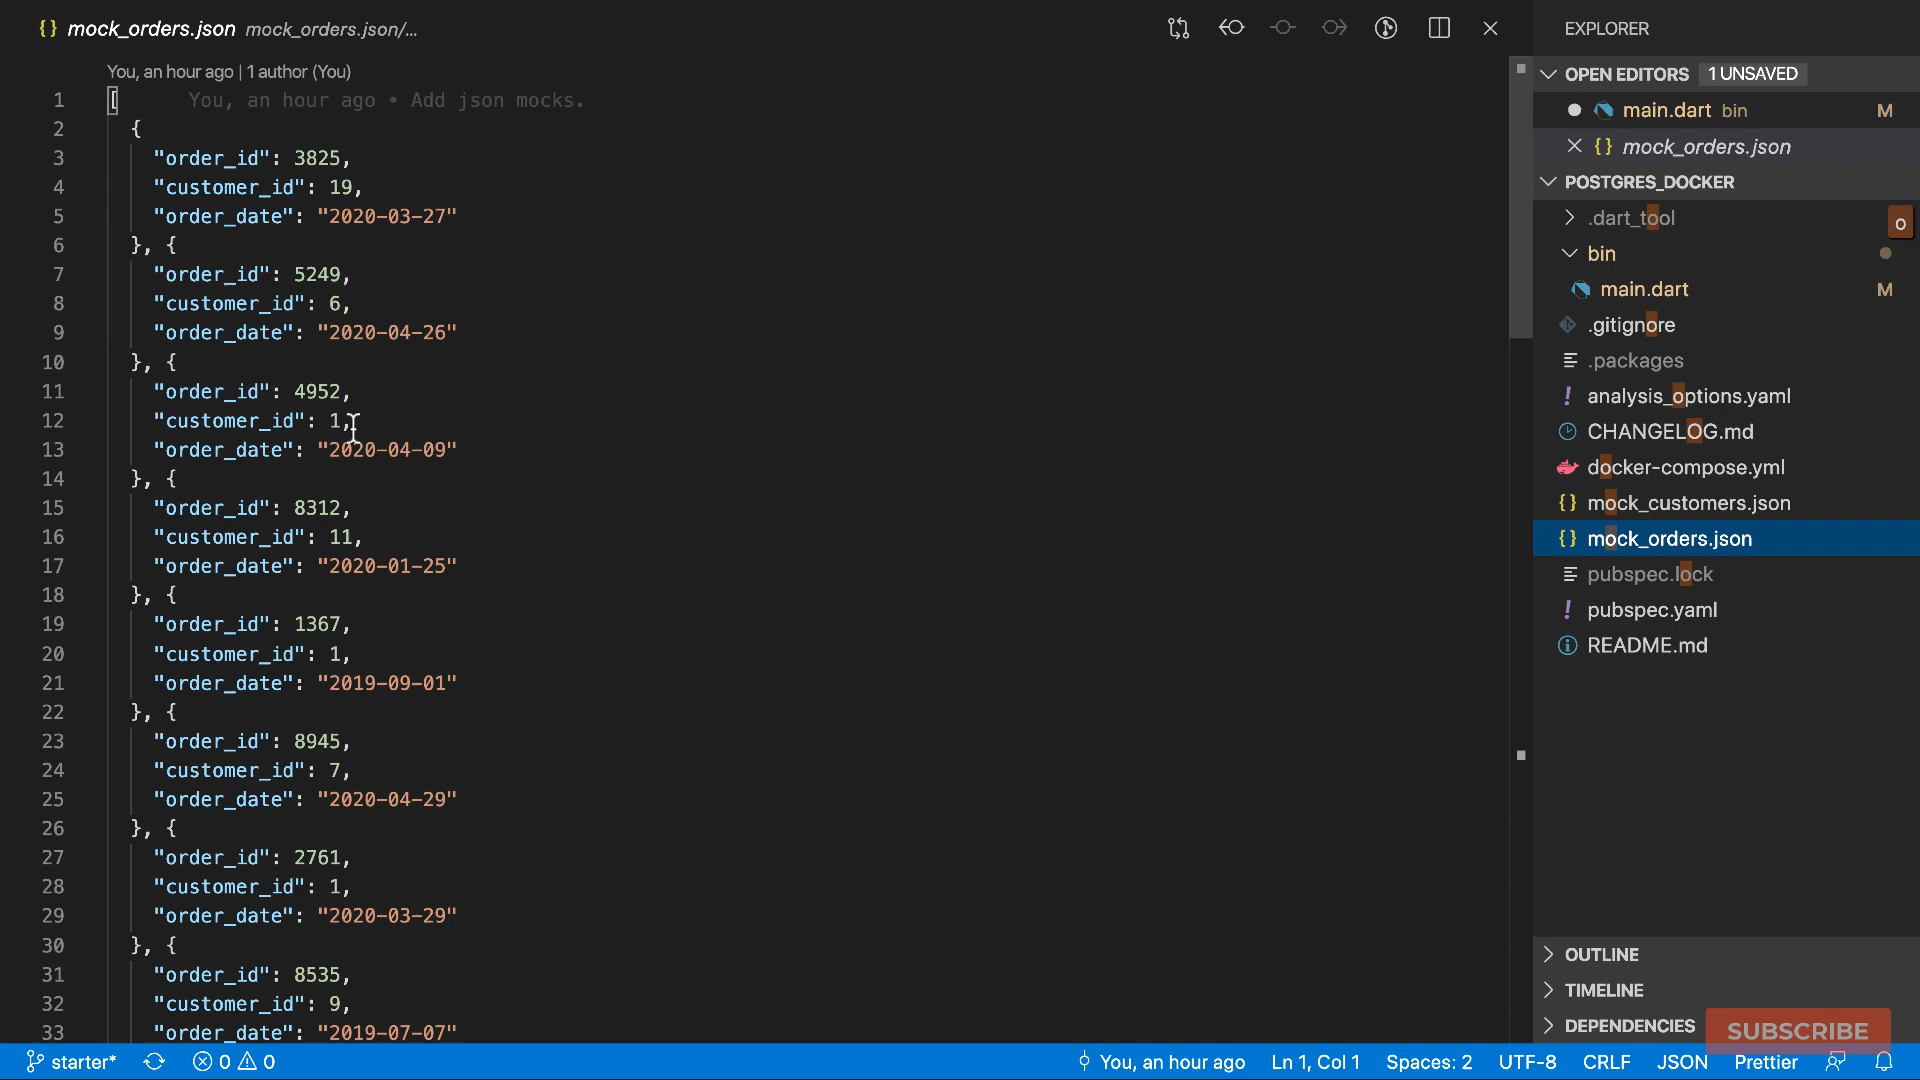 {} mock_orders.json mock_orders.json/...
You, an hour ago | 1 author (You)
1 [ You, an hour ago • Add json mocks.
2 {
3 "order_id": 3825,
4 "customer_id": 19,
5 "order_date": "2020-03-27"
6 }, {
7 "order_id": 5249,
8 "customer_id": 6,
9 "order_date": "2020-04-26"
10 }, {
11 "order_id": 4952,
12 "customer_id": 1,
13 "order_date": "2020-04-09"
14 }, {
15 "order_id": 8312,
16 "customer_id": 11,
17 "order_date": "2020-01-25"
18 }, {
19 "order_id": 1367,
20 "customer_id": 1,
21 "order_date": "2019-09-01"
22 }, {
23 "order_id": 8945,
24 "customer_id": 7,
25 "order_date": "2020-04-29"
26 }, {
27 "order_id": 2761,
28 "customer_id": 1,
29 "order_date": "2020-03-29"
30 }, {
31 "order_id": 8535,
32 "customer_id": 9,
33 "order_date": "2019-07-07"
EXPLORER
OPEN EDITORS 1 UNSAVED
main.dart bin M
{} mock_orders.json
POSTGRES_DOCKER
.dart_tool
o
bin
main.dart M
.gitignore
.packages
! analysis_options.yaml
CHANGELOG.md
docker-compose.yml
{} mock_customers.json
{} mock_orders.json
pubspec.lock
! pubspec.yaml
README.md
OUTLINE
TIMELINE
DEPENDENCIES
SUBSCRIBE
starter* 0 0 You, an hour ago Ln 1, Col 1 Spaces: 2 UTF-8 CRLF JSON Prettier